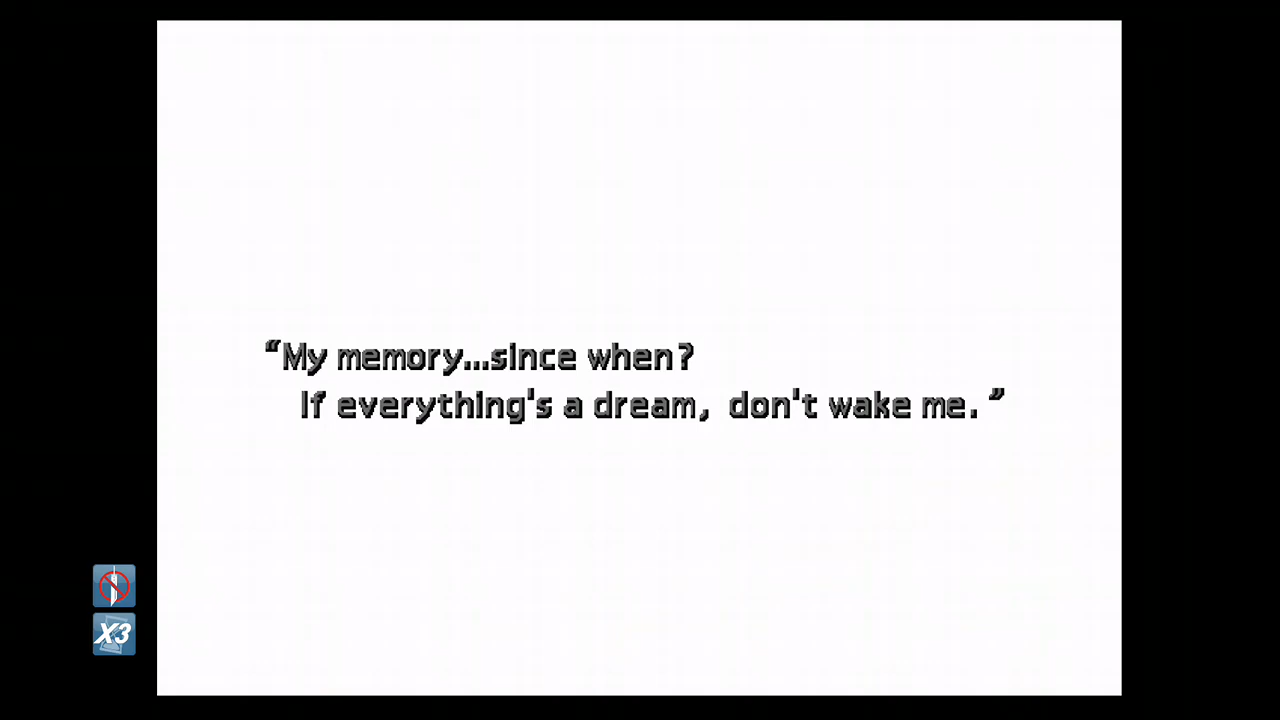 “My memory...since when?
If everything's a dream, don't wake me.”
X3